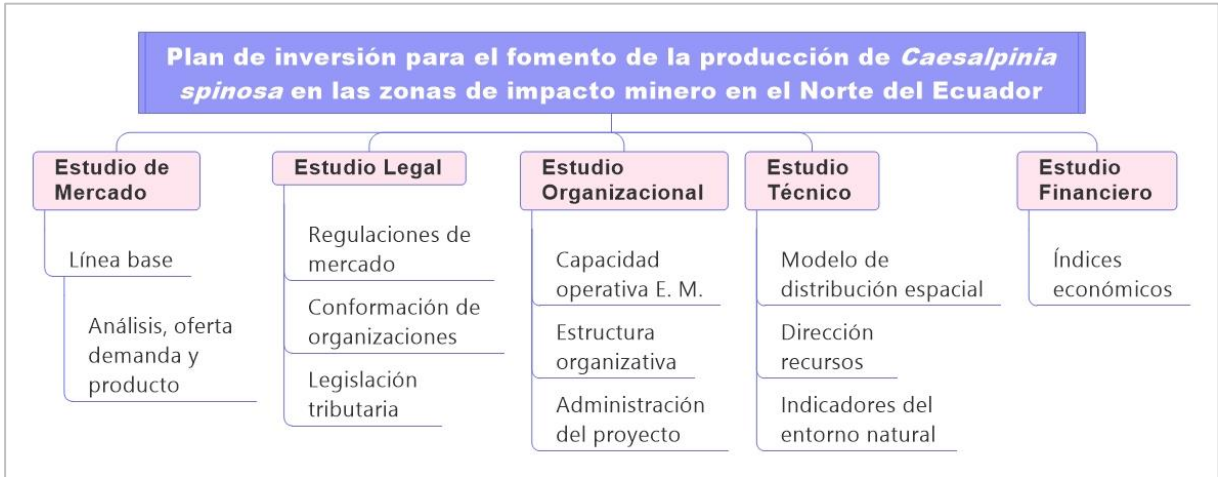 Plan de inversión para el fomento de la producción de Caesalpinia
spinosa en las zonas de impacto minero en el Norte del Ecuador
Estudio de
Mercado
Línea base
Análisis, oferta
demanda y
producto
Estudio Legal
Regulaciones de
mercado
Conformación de
organizaciones
Legislación
tributaria
Estudio
Organizacional
Capacidad
operativa E. M.
Estructura
organizativa
Administración
del proyecto
Estudio
Técnico
Modelo de
distribución espacial
Dirección
recursos
Indicadores del
entorno natural
Estudio
Financiero
Índices
económicos